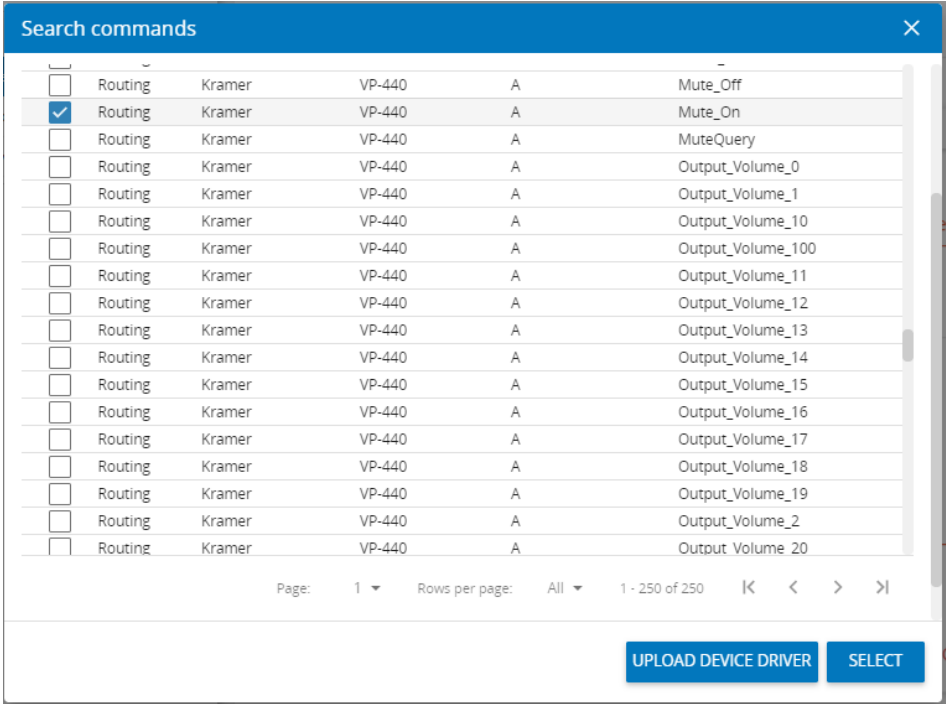 Search commands
Routing Kramer VP-440 A Mute_Off
Routing Kramer VP-440 A Mute_On
Routing Kramer VP-440 A MuteQuery
Routing Kramer VP-440 A Output_Volume_0
Routing Kramer VP-440 A Output_Volume_1
Routing Kramer VP-440 A Output_Volume_10
Routing Kramer VP-440 A Output_Volume_100
Routing Kramer VP-440 A Output_Volume_11
Routing Kramer VP-440 A Output_Volume_12
Routing Kramer VP-440 A Output_Volume_13
Routing Kramer VP-440 A Output_Volume_14
Routing Kramer VP-440 A Output_Volume_15
Routing Kramer VP-440 A Output_Volume_16
Routing Kramer VP-440 A Output_Volume_17
Routing Kramer VP-440 A Output_Volume_18
Routing Kramer VP-440 A Output_Volume_19
Routing Kramer VP-440 A Output_Volume_2
Routing Kramer VP-440 A Output_Volume_20
Page: 1 Rows per page: All 1 - 250 of 250
UPLOAD DEVICE DRIVER SELECT